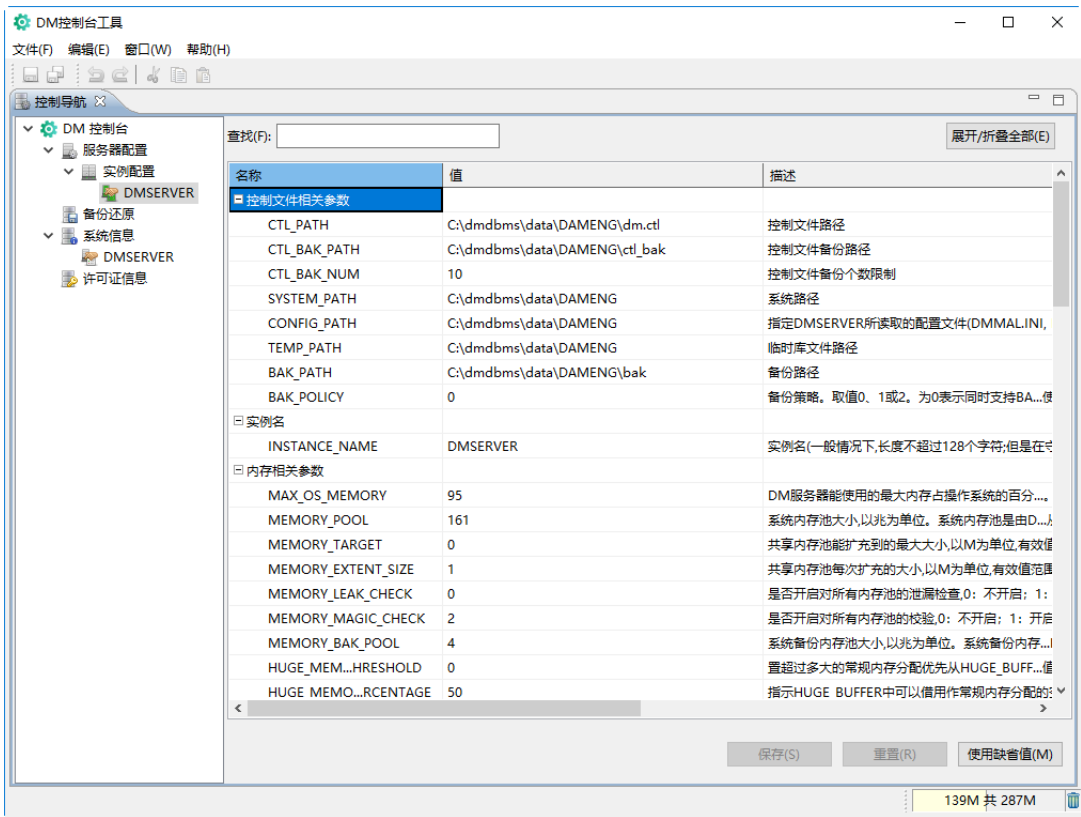 DM控制台工具
文件(F) 编辑(E) 窗口(W) 帮助(H)
控制导航
DM 控制台
服务器配置
实例配置
DMSERVER
备份还原
系统信息
DMSERVER
许可证信息
查找(F): 展开/折叠全部(E)
名称 值 描述
控制文件相关参数
CTL_PATH C:\dmdbms\data\DAMENG\dm.ctl 控制文件路径
CTL_BAK_PATH C:\dmdbms\data\DAMENG\ctl_bak 控制文件备份路径
CTL_BAK_NUM 10 控制文件备份个数限制
SYSTEM_PATH C:\dmdbms\data\DAMENG 系统路径
CONFIG_PATH C:\dmdbms\data\DAMENG 指定DMSERVER所读取的配置文件(DMMAL.INI,
TEMP_PATH C:\dmdbms\data\DAMENG 临时库文件路径
BAK_PATH C:\dmdbms\data\DAMENG\bak 备份路径
BAK_POLICY 0 备份策略。取值0、1或2。为0表示同时支持BA...使
实例名
INSTANCE_NAME DMSERVER 实例名(一般情况下,长度不超过128个字符;但是在
内存相关参数
MAX_OS_MEMORY 95 DM服务器能使用的最大内存占操作系统的百分...。
MEMORY_POOL 161 系统内存池大小,以兆为单位。系统内存池是由D...
MEMORY_TARGET 0 共享内存池能扩充到的最大大小,以M为单位,有效值
MEMORY_EXTENT_SIZE 1 共享内存池每次扩充的大小,以M为单位,有效值范围
MEMORY_LEAK_CHECK 0 是否开启对所有内存池的泄漏检查,0：不开启；1：
MEMORY_MAGIC_CHECK 2 是否开启对所有内存池的校验,0：不开启；1：开启
MEMORY_BAK_POOL 4 系统备份内存池大小,以兆为单位。系统备份内存...
HUGE_MEM...HRESHOLD 0 置超过多大的常规内存分配优先从HUGE_BUFF...值
HUGE_MEMO...RCENTAGE 50 指示HUGE BUFFER中可以借用作常规内存分配的
保存(S) 重置(R) 使用缺省值(M)
139M 共 287M